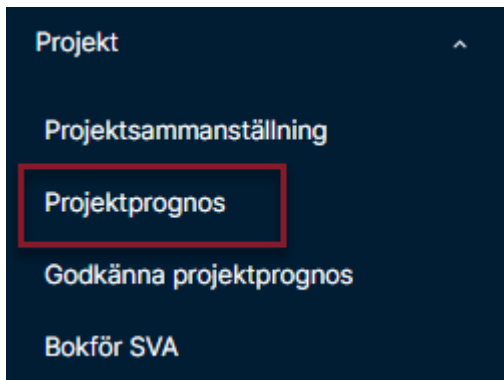 Projekt
Projektsammanställning
Projektprognos
Godkänna projektprognos
Bokför SVA